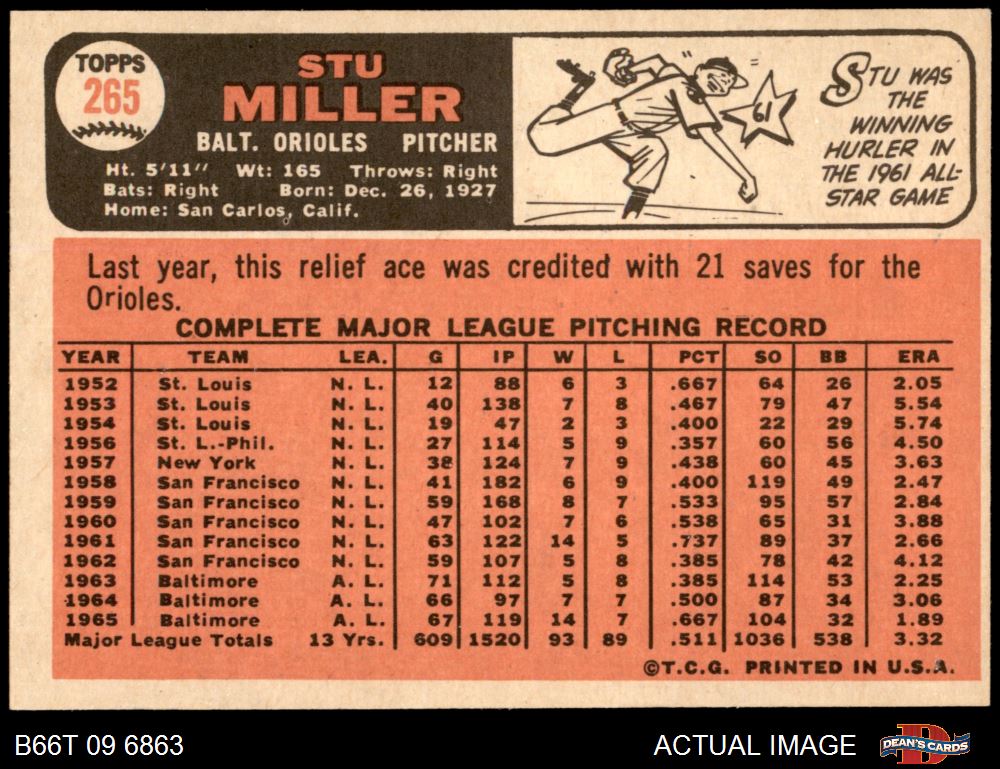 TOPPS
265
STU
MILLER
BALT. ORIOLES PITCHER
Ht. 5'11" Wt: 165 Throws: Right
Bats: Right Born: Dec. 26, 1927
Home: San Carlos, Calif.
61
STU WAS
THE
WINNING
HURLER IN
THE 1961 ALL-
STAR GAME
Last year, this relief ace was credited with 21 saves for the
Orioles.
COMPLETE MAJOR LEAGUE PITCHING RECORD
YEAR TEAM LEA. G IP W L PCT SO BB ERA
1952 St. Louis N. L. 12 88 6 3 .667 64 26 2.05
1953 St. Louis N. L. 40 138 7 8 .467 79 47 5.54
1954 St. Louis N. L. 19 47 2 3 .400 22 29 5.74
1956 St. L.-Phil. N. L. 27 114 5 9 .357 60 56 4.50
1957 New York N. L. 38 124 7 9 .438 60 45 3.63
1958 San Francisco N. L. 41 182 6 9 .400 119 49 2.47
1959 San Francisco N. L. 59 168 8 7 .533 95 57 2.84
1960 San Francisco N. L. 47 102 7 6 .538 65 31 3.88
1961 San Francisco N. L. 63 122 14 5 .737 89 37 2.66
1962 San Francisco N. L. 59 107 5 8 .385 78 42 4.12
1963 Baltimore A. L. 71 112 5 8 .385 114 53 2.25
1964 Baltimore A. L. 66 97 7 7 .500 87 34 3.06
1965 Baltimore A. L. 67 119 14 7 .667 104 32 1.89
Major League Totals 13 Yrs. 609 1520 93 89 .511 1036 538 3.32
©T.C.G. PRINTED IN U.S.A.
B66T 09 6863
ACTUAL IMAGE
DEAN'S CARDS